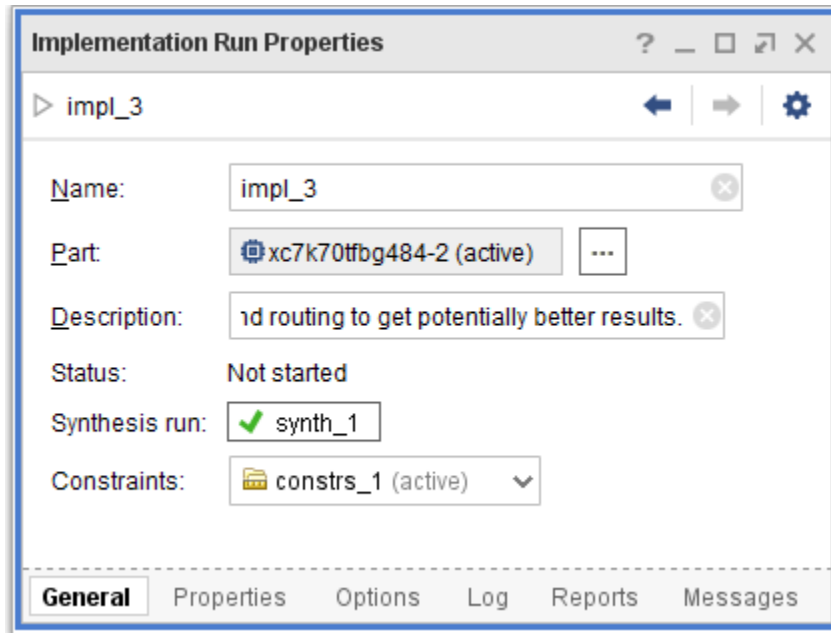 Implementation Run Properties ?
impl_3
Name: impl_3
Part: xc7k70tfbg484-2 (active) ...
Description: nd routing to get potentially better results.
Status: Not started
Synthesis run: synth_1
Constraints: constrs_1 (active)
General Properties Options Log Reports Messages